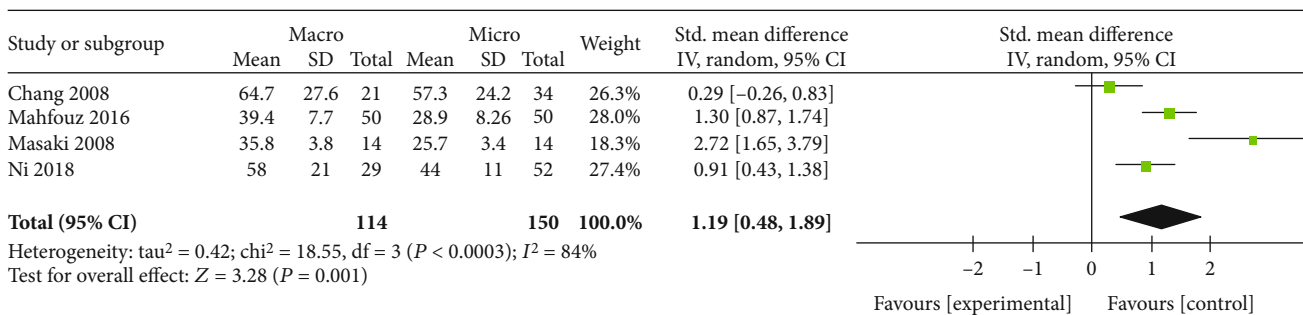 Study or subgroup Macro Micro Weight Std. mean difference Std. mean difference
Mean SD Total Mean SD Total IV, random, 95% CI IV, random, 95% CI
Chang 2008 64.7 27.6 21 57.3 24.2 34 26.3% 0.29 [–0.26, 0.83]
Mahfouz 2016 39.4 7.7 50 28.9 8.26 50 28.0% 1.30 [0.87, 1.74]
Masaki 2008 35.8 3.8 14 25.7 3.4 14 18.3% 2.72 [1.65, 3.79]
Ni 2018 58 21 29 44 11 52 27.4% 0.91 [0.43, 1.38]
Total (95% CI) 114 150 100.0% 1.19 [0.48, 1.89]
Heterogeneity: tau² = 0.42; chi² = 18.55, df = 3 (P < 0.0003); I² = 84%
Test for overall effect: Z = 3.28 (P = 0.001)
–2 –1 0 1 2
Favours [experimental] Favours [control]